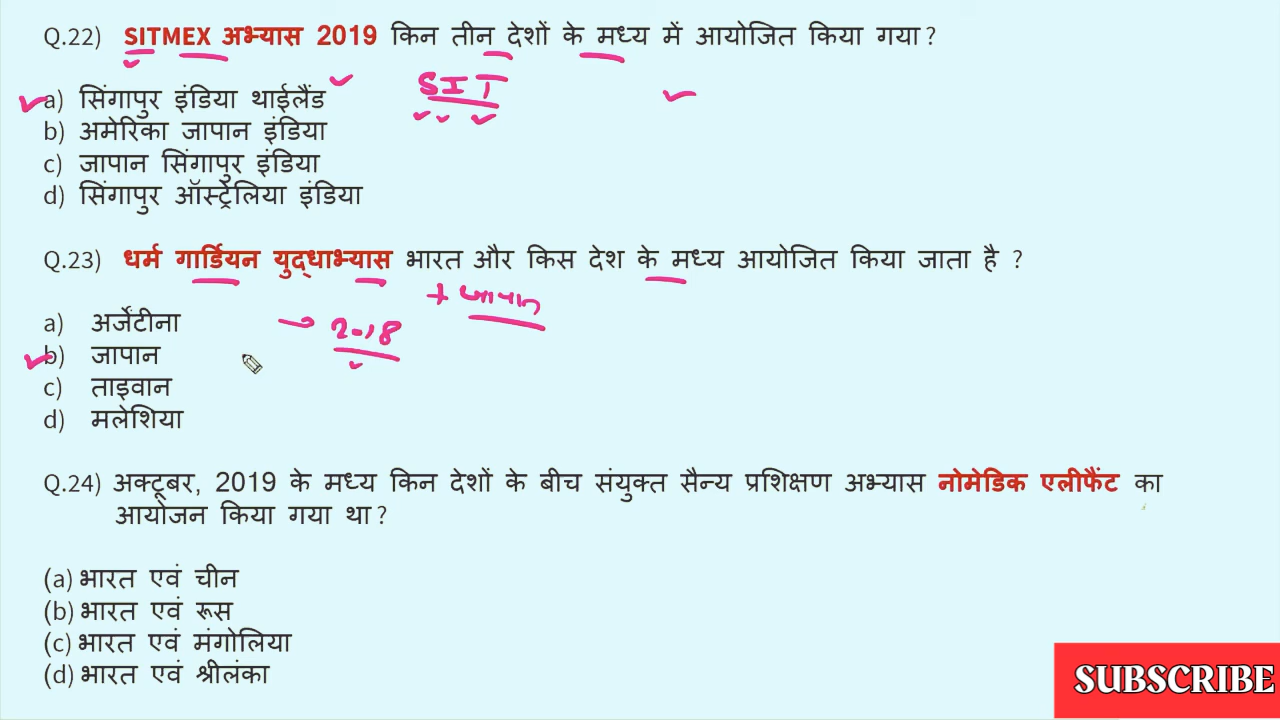 Q.22) SITMEX अभ्यास 2019 किन तीन देशों के मध्य में आयोजित किया गया?
SIT
a) सिंगापुर इंडिया थाईलैंड
b) अमेरिका जापान इंडिया
c) जापान सिंगापुर इंडिया
d) सिंगापुर ऑस्ट्रेलिया इंडिया
Q.23) धर्म गार्डियन युद्धाभ्यास भारत और किस देश के मध्य आयोजित किया जाता है ?
+ जापान
a) अर्जेंटीना
2018
b) जापान
c) ताइवान
d) मलेशिया
Q.24) अक्टूबर, 2019 के मध्य किन देशों के बीच संयुक्त सैन्य प्रशिक्षण अभ्यास नोमेडिक एलीफैंट का
आयोजन किया गया था?
(a) भारत एवं चीन
(b) भारत एवं रूस
(c) भारत एवं मंगोलिया
(d) भारत एवं श्रीलंका
SUBSCRIBE